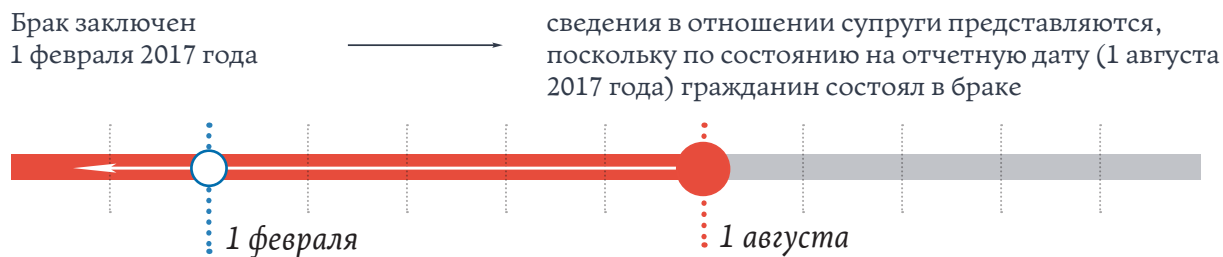 Брак заключен
1 февраля 2017 года
сведения в отношении супруги представляются,
поскольку по состоянию на отчетную дату (1 августа
2017 года) гражданин состоял в браке
1 февраля
1 августа